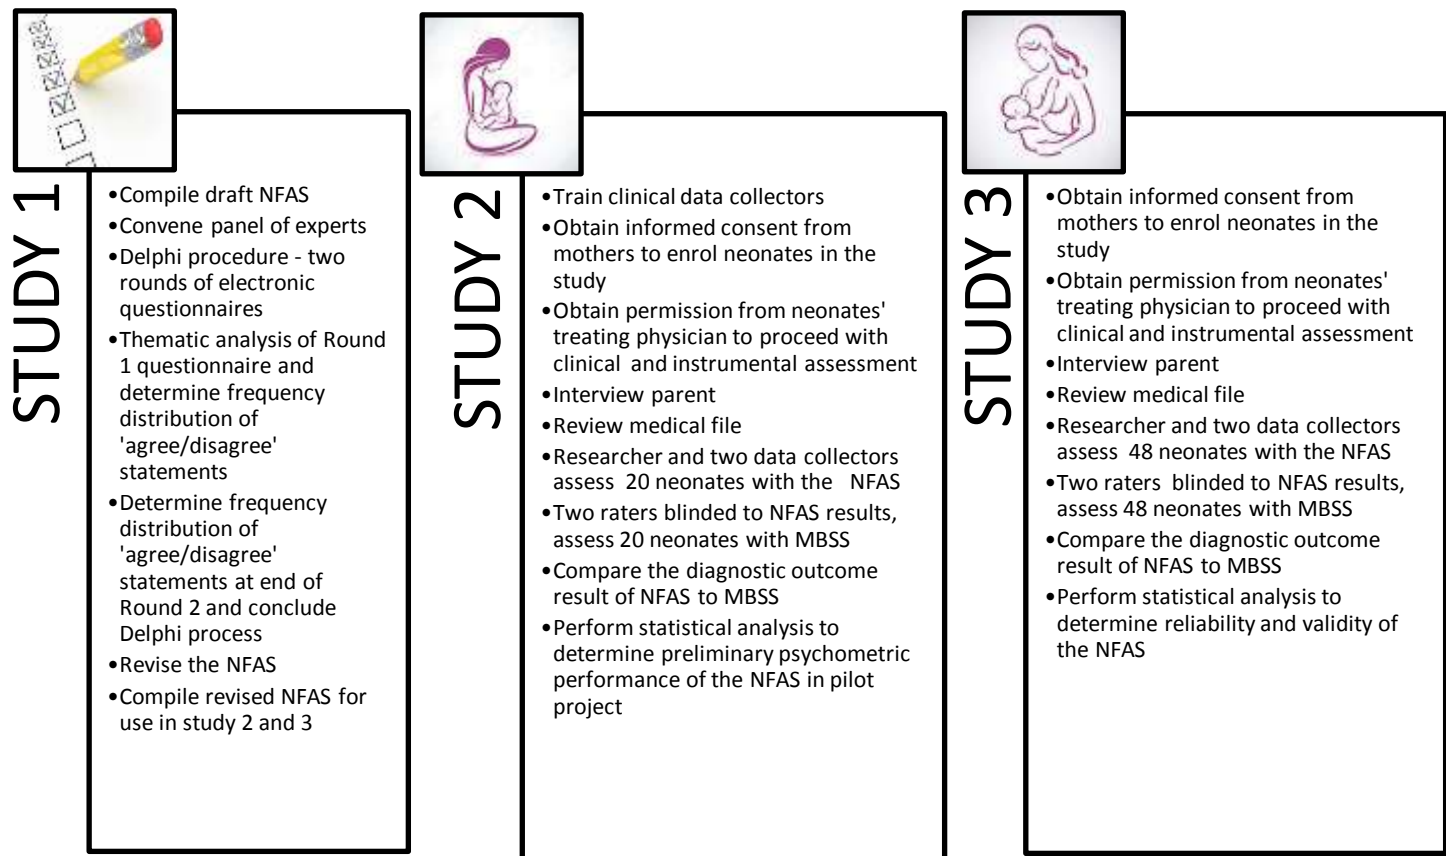 STUDY 1
•Compile draft NFAS
•Convene panel of experts
•Delphi procedure - two
rounds of electronic
questionnaires
•Thematic analysis of Round
1 questionnaire and
determine frequency
distribution of
'agree/disagree'
statements
•Determine frequency
distribution of
'agree/disagree'
statements at end of
Round 2 and conclude
Delphi process
•Revise the NFAS
•Compile revised NFAS for
use in study 2 and 3
STUDY 2
•Train clinical data collectors
•Obtain informed consent from
mothers to enrol neonates in the
study
•Obtain permission from neonates'
treating physician to proceed with
clinical and instrumental assessment
•Interview parent
•Review medical file
•Researcher and two data collectors
assess 20 neonates with the NFAS
•Two raters blinded to NFAS results,
assess 20 neonates with MBSS
•Compare the diagnostic outcome
result of NFAS to MBSS
•Perform statistical analysis to
determine preliminary psychometric
performance of the NFAS in pilot
project
STUDY 3
•Obtain informed consent from
mothers to enrol neonates in the
study
•Obtain permission from neonates'
treating physician to proceed with
clinical and instrumental assessment
•Interview parent
•Review medical file
•Researcher and two data collectors
assess 48 neonates with the NFAS
•Two raters blinded to NFAS results,
assess 48 neonates with MBSS
•Compare the diagnostic outcome
result of NFAS to MBSS
•Perform statistical analysis to
determine reliability and validity of
the NFAS